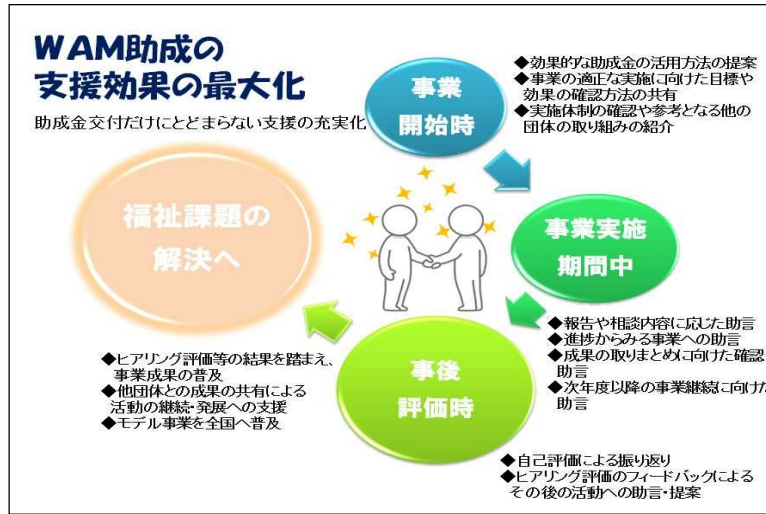 WAM助成の
支援効果の最大化
助成金交付だけにとどまらない支援の充実化
事業
開始時
◆効果的な助成金の活用方法の提案
◆事業の適正な実施に向けた目標や
効果の確認方法の共有
◆実施体制の確認や参考となる他の
団体の取り組みの紹介
事業実施
期間中
◆報告や相談内容に応じた助言
◆進捗からみる事業への助言
◆成果の取りまとめに向けた確認
助言
◆次年度以降の事業継続に向けた
助言
事後
評価時
◆自己評価による振り返り
◆ヒアリング評価のフィードバックによる
その後の活動への助言・提案
福祉課題の
解決へ
◆ヒアリング評価等の結果を踏まえ、
事業成果の普及
◆他団体との成果の共有による
活動の継続・発展への支援
◆モデル事業を全国へ普及